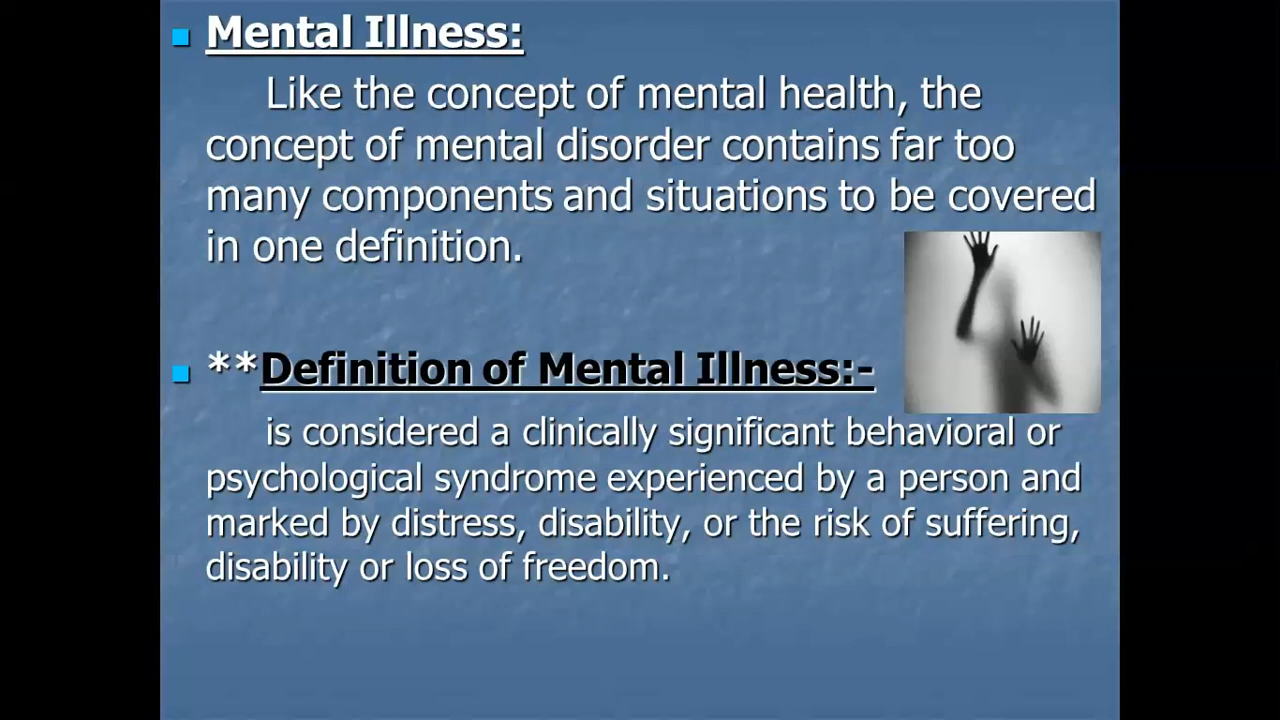 Mental Illness:
Like the concept of mental health, the
concept of mental disorder contains far too
many components and situations to be covered
in one definition.
**Definition of Mental Illness:-
is considered a clinically significant behavioral or
psychological syndrome experienced by a person and
marked by distress, disability, or the risk of suffering,
disability or loss of freedom.